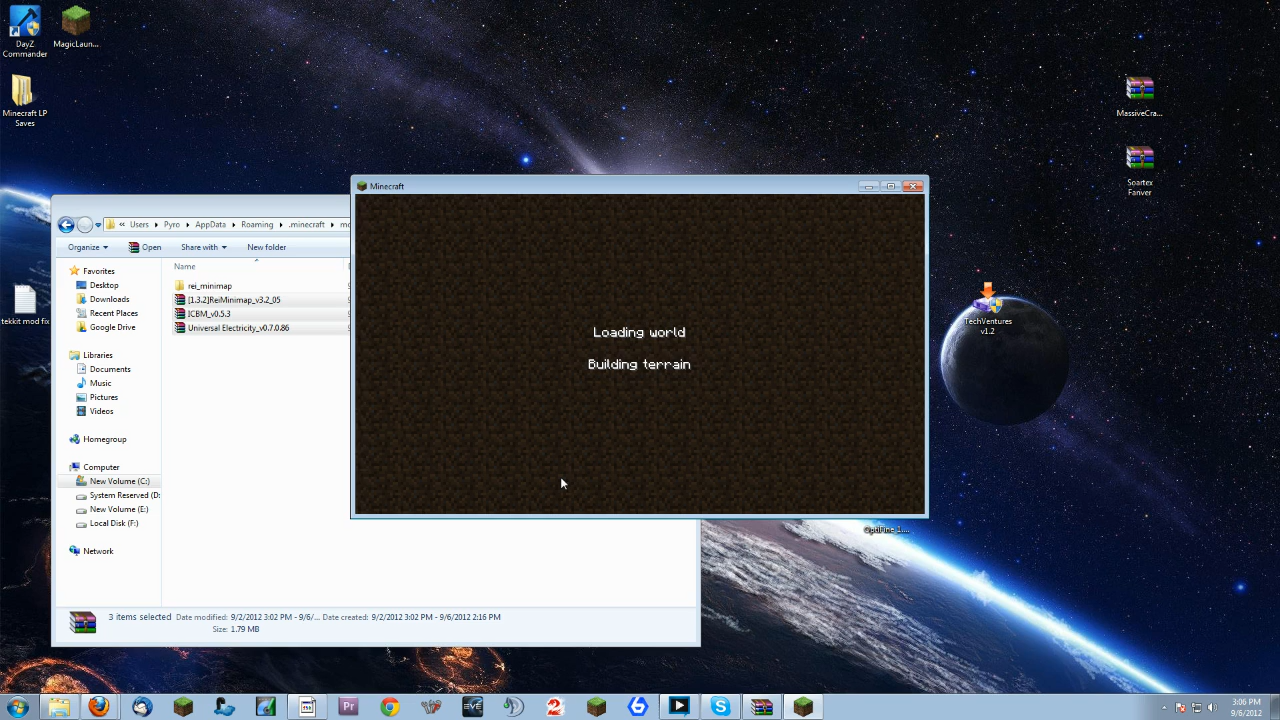 DayZ
Commander
MagicLaun...
Minecraft LP
Saves
tekkit mod fix
MassiveCra...
Soartex
Fanver
TechVentures
v1.2
OptiFine_1....
« Users ▸ Pyro ▸ AppData ▸ Roaming ▸ .minecraft ▸ mo
Organize
Open
Share with
New folder
Favorites
Desktop
Downloads
Recent Places
Google Drive
Libraries
Documents
Music
Pictures
Videos
Homegroup
Computer
New Volume (C:)
System Reserved (D:
New Volume (E:)
Local Disk (F:)
Network
Name
rei_minimap
[1.3.2]ReiMinimap_v3.2_05
ICBM_v0.5.3
Universal Electricity_v0.7.0.86
3 items selected
Date modified: 9/2/2012 3:02 PM - 9/6/...
Date created: 9/2/2012 3:02 PM - 9/6/2012 2:16 PM
Size: 1.79 MB
Minecraft
Loading world
Building terrain
Pr
EVE
3:06 PM
9/6/2012